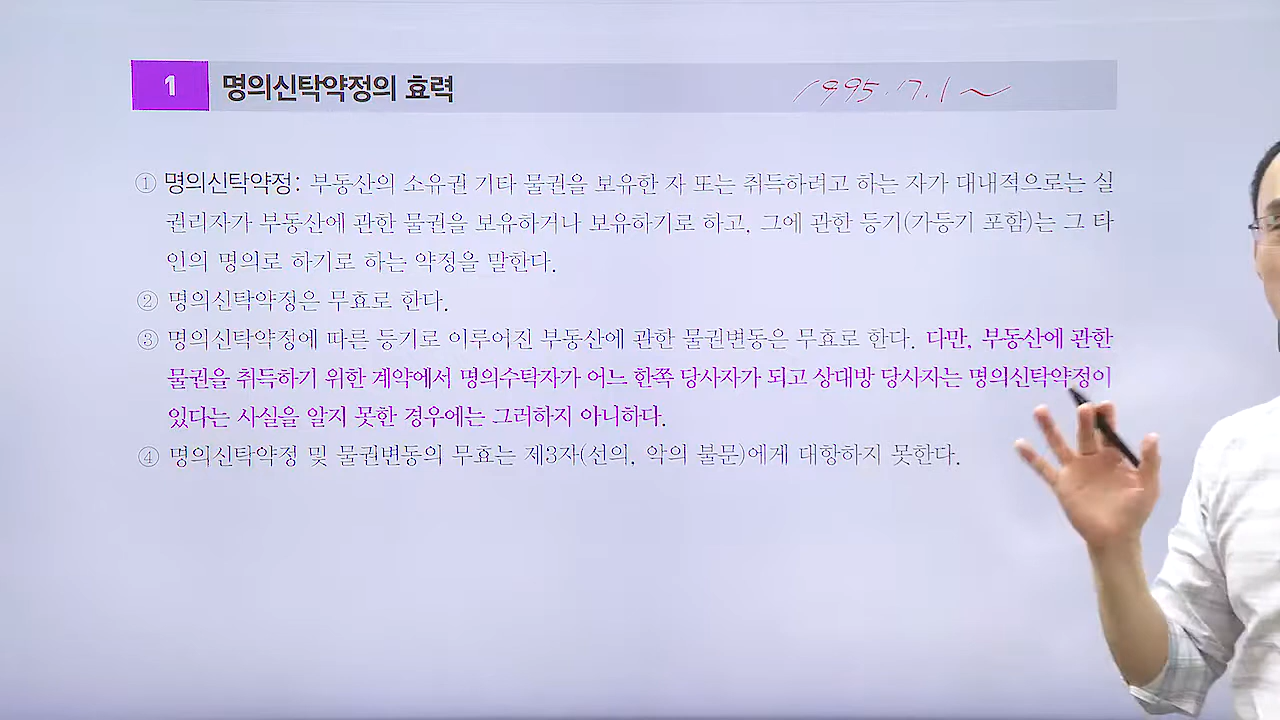 1 명의신탁약정의 효력 1995.7.1~
① 명의신탁약정: 부동산의 소유권 기타 물권을 보유한 자 또는 취득하려고 하는 자가 대내적으로는 실
권리자가 부동산에 관한 물권을 보유하거나 보유하기로 하고, 그에 관한 등기(가등기 포함)는 그 타
인의 명의로 하기로 하는 약정을 말한다.
② 명의신탁약정은 무효로 한다.
③ 명의신탁약정에 따른 등기로 이루어진 부동산에 관한 물권변동은 무효로 한다. 다만, 부동산에 관한
물권을 취득하기 위한 계약에서 명의수탁자가 어느 한쪽 당사자가 되고 상대방 당사자는 명의신탁약정이
있다는 사실을 알지 못한 경우에는 그러하지 아니하다.
④ 명의신탁약정 및 물권변동의 무효는 제3자(선의, 악의 불문)에게 대항하지 못한다.